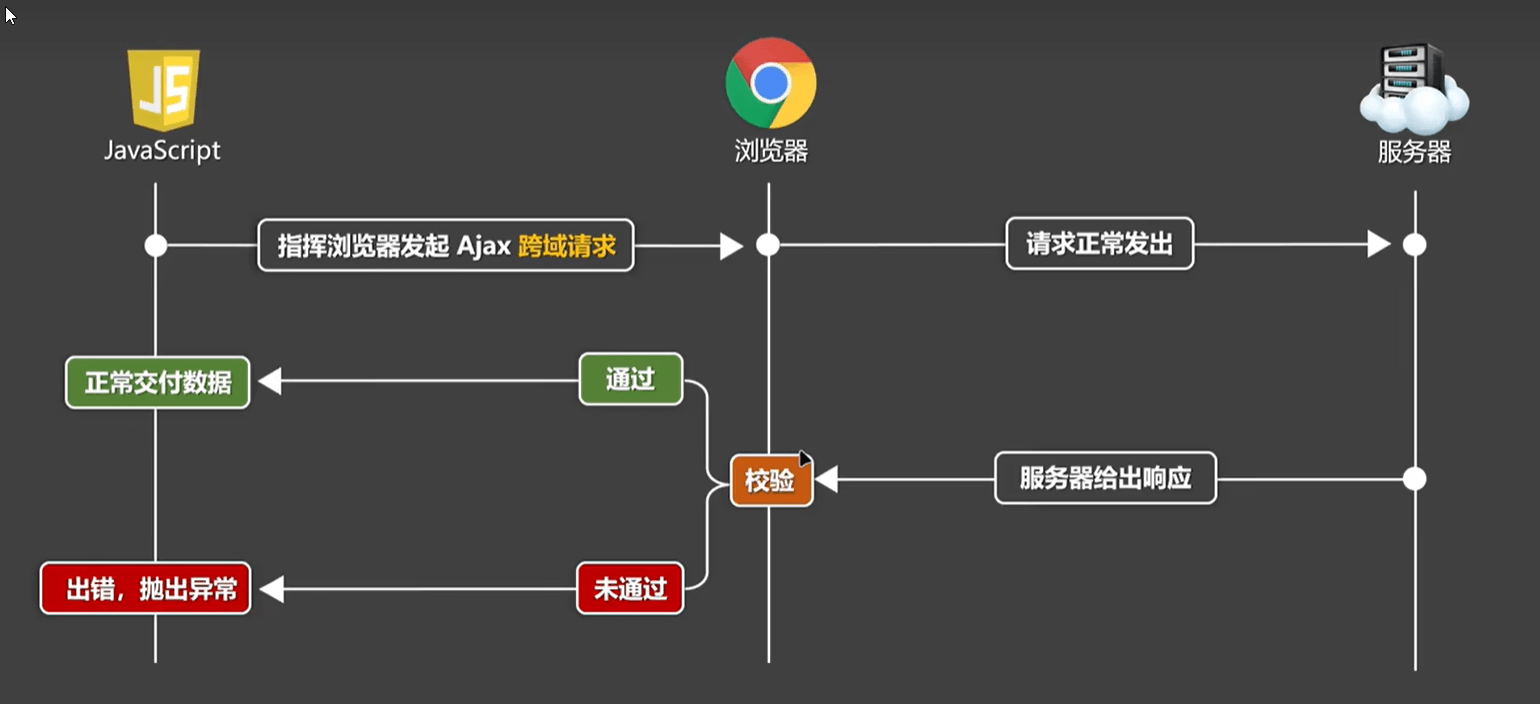 JS
JavaScript
浏览器
服务器
指挥浏览器发起 Ajax 跨域请求
请求正常发出
正常交付数据
通过
校验
服务器给出响应
出错，抛出异常
未通过